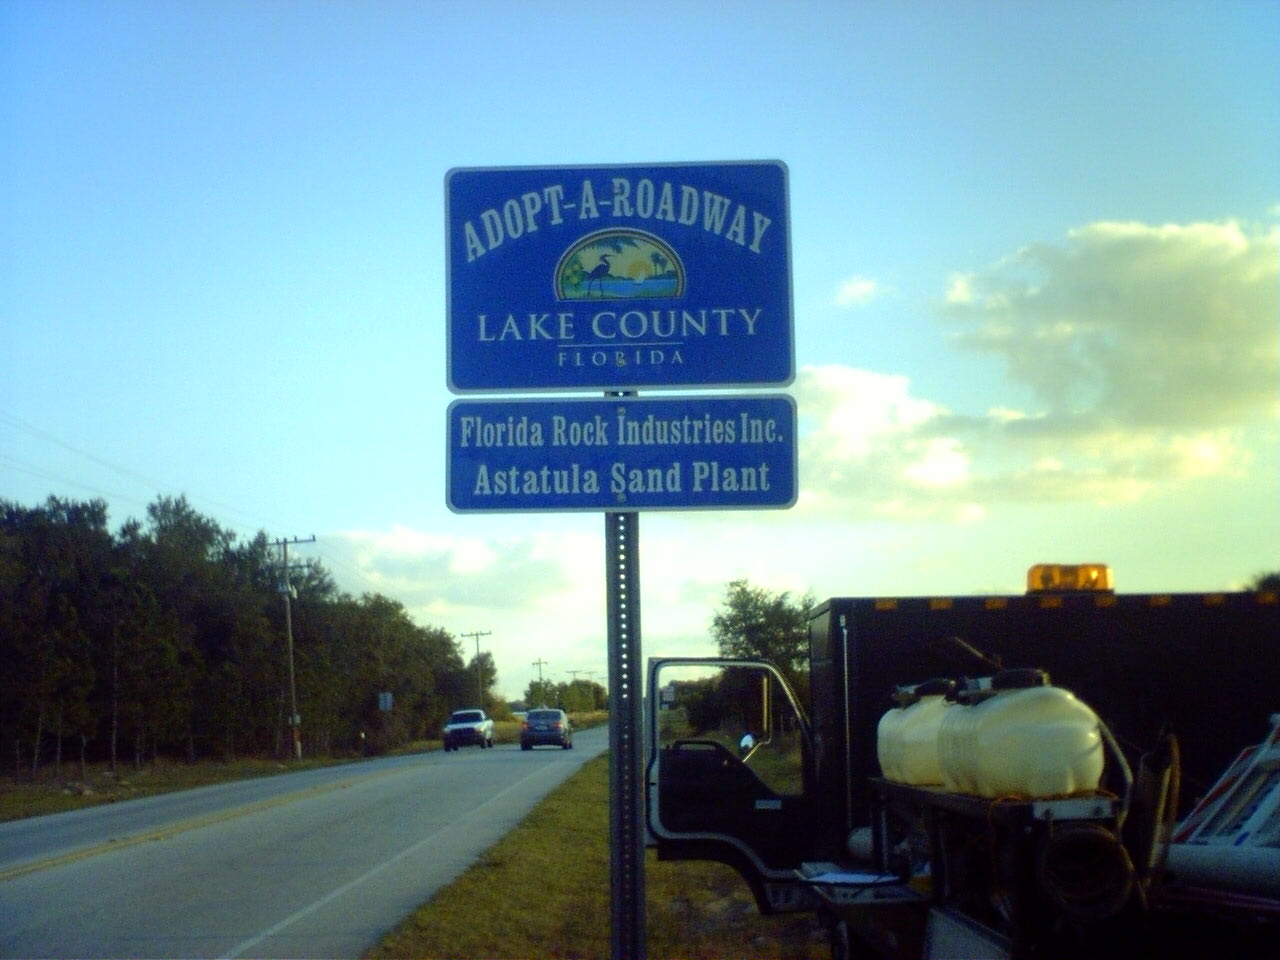 ADOPT-A-ROADWAY
LAKE COUNTY
FLORIDA
Florida Rock Industries Inc.
Astatula Sand Plant